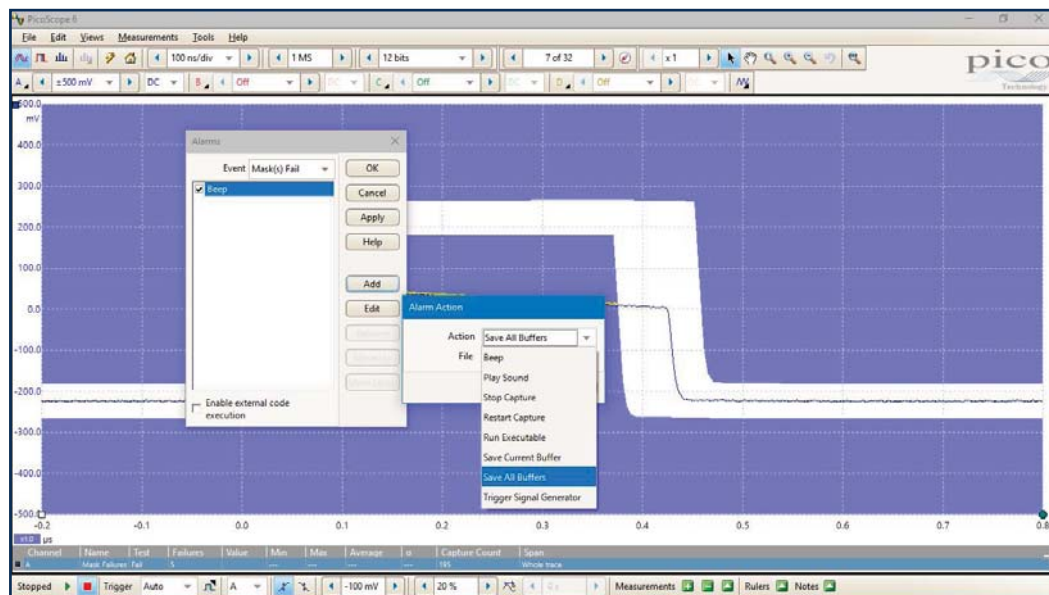 PicoScope 6
File Edit Views Measurements Tools Help
100 ns/div 1 MS 12 bits 7 of 32 x1
pico
Technology
A ±500 mV DC B Off DC C Off DC D Off DC
500.0
mV
400.0
300.0
200.0
100.0
0.0
-100.0
-200.0
-300.0
-400.0
-500.0
Alarms
Event Mask(s) Fail
Beep
OK
Cancel
Apply
Help
Add
Edit
Enable external code
execution
Alarm Action
Action Save All Buffers
File
Beep
Play Sound
Stop Capture
Restart Capture
Run Executable
Save Current Buffer
Save All Buffers
Trigger Signal Generator
-0.2 -0.1 0.0 0.1 0.2 0.3 0.4 0.5 0.6 0.7 0.8
x1.0 µs
Channel Name Test Failures Value Min Max Average σ Capture Count Span
A Mask Failures Fail 5 --- --- --- --- --- 195 Whole trace
Stopped Trigger Auto A -100 mV 20 % Measurements Rulers Notes